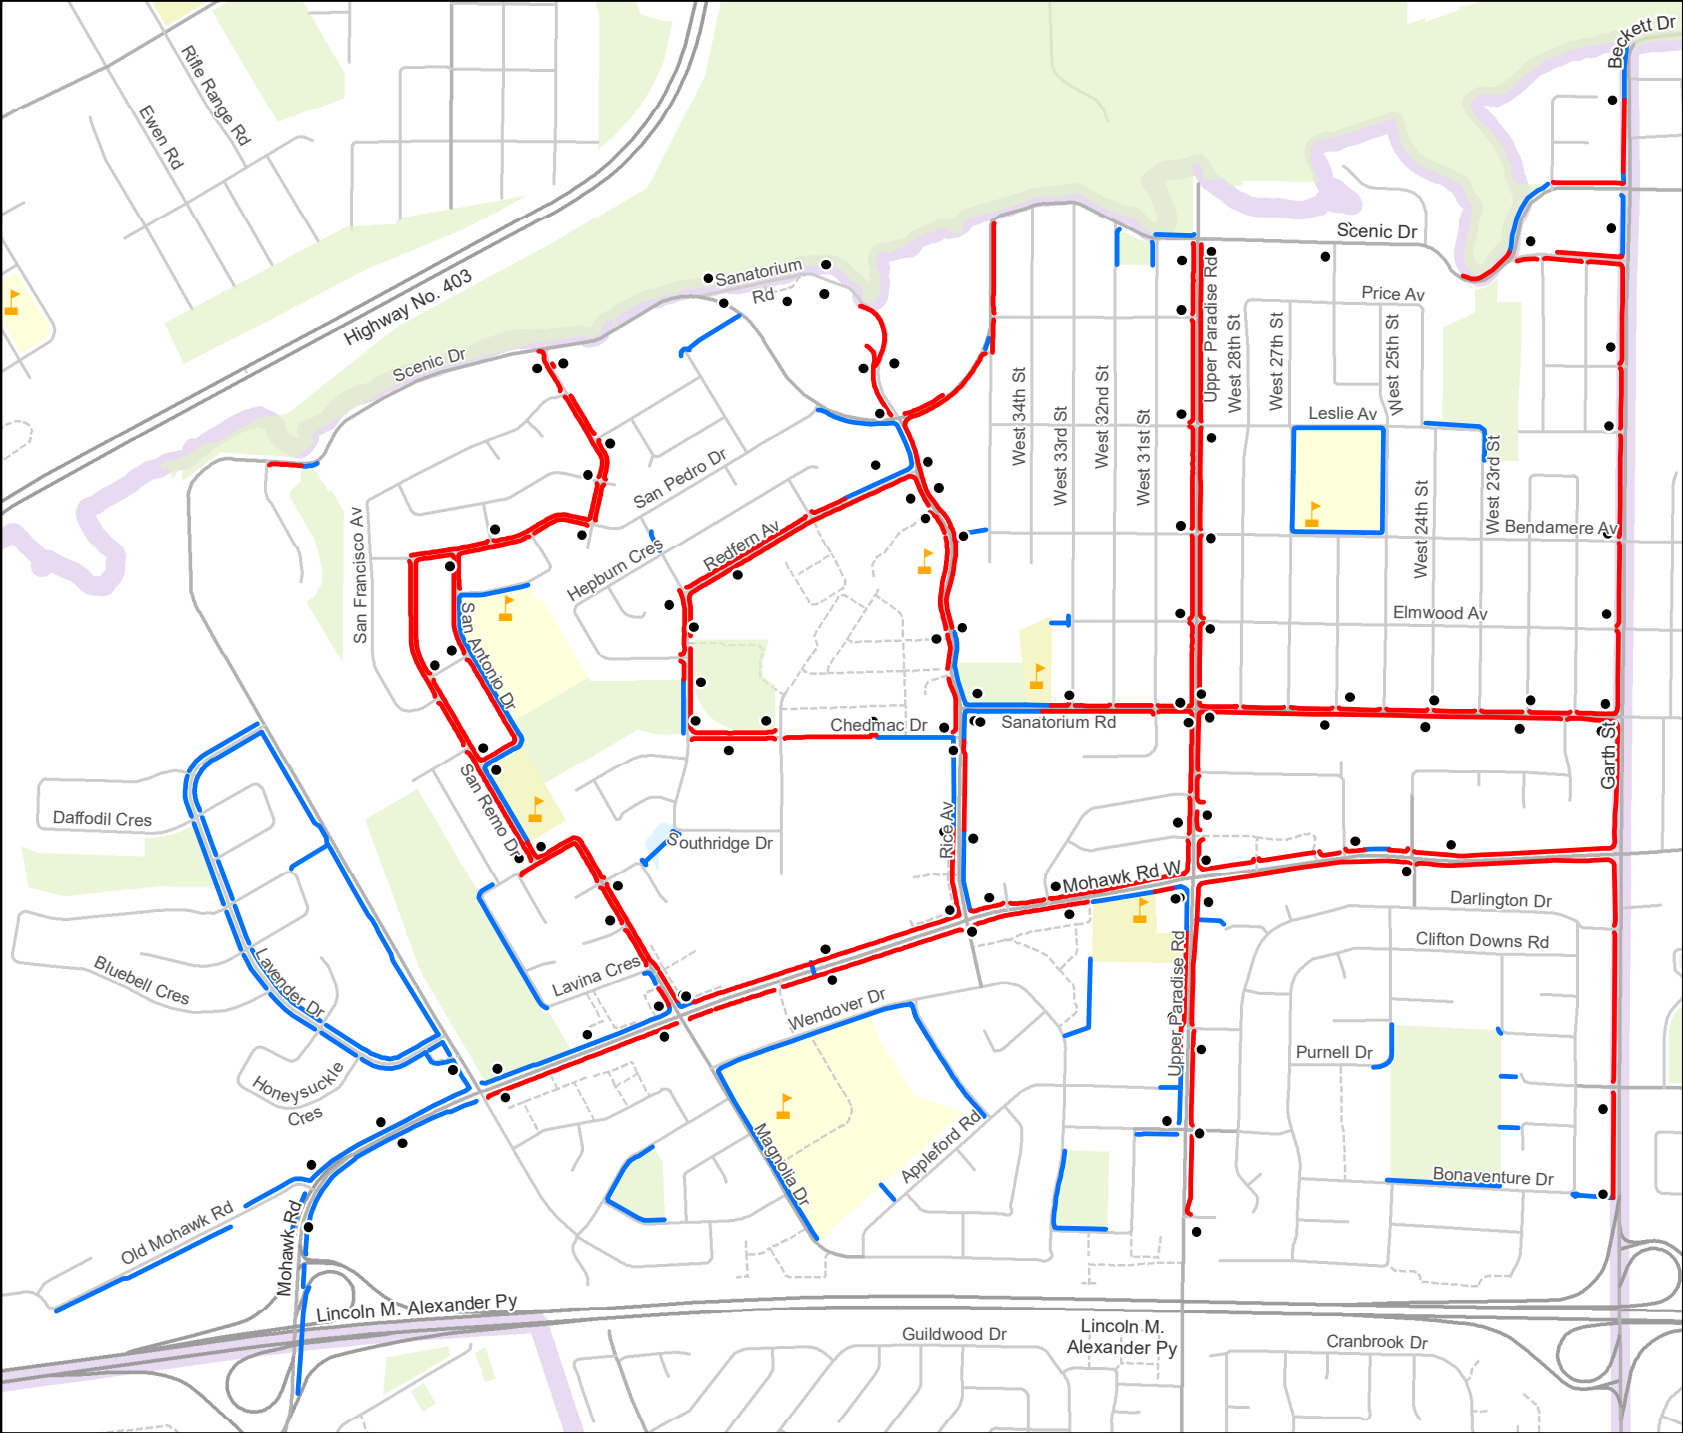 Beckett Dr
Rifle Range Rd
Ewen Rd
Scenic Dr
Sanatorium
Rd
Highway No. 403
Price Av
Upper Paradise Rd
West 28th St
West 27th St
West 25th St
Scenic Dr
West 34th St
West 33rd St
West 32nd St
West 31st St
Leslie Av
San Pedro Dr
West 23rd St
West 24th St
Bendamere Av
Redfern Av
San Francisco Av
Hepburn Cres
Elmwood Av
San Antonio Dr
Chedmac Dr
Sanatorium Rd
Garth St
San Remo Dr
Daffodil Cres
Rice Av
Southridge Dr
Mohawk Rd W
Darlington Dr
Clifton Downs Rd
Lavina Cres
Bluebell Cres
Lavender Dr
Upper Paradise Rd
Wendover Dr
Purnell Dr
Honeysuckle
Cres
Magnolia Dr
Appleford Rd
Bonaventure Dr
Old Mohawk Rd
Mohawk Rd
Lincoln M. Alexander Py
Guildwood Dr
Lincoln M.
Alexander Py
Cranbrook Dr